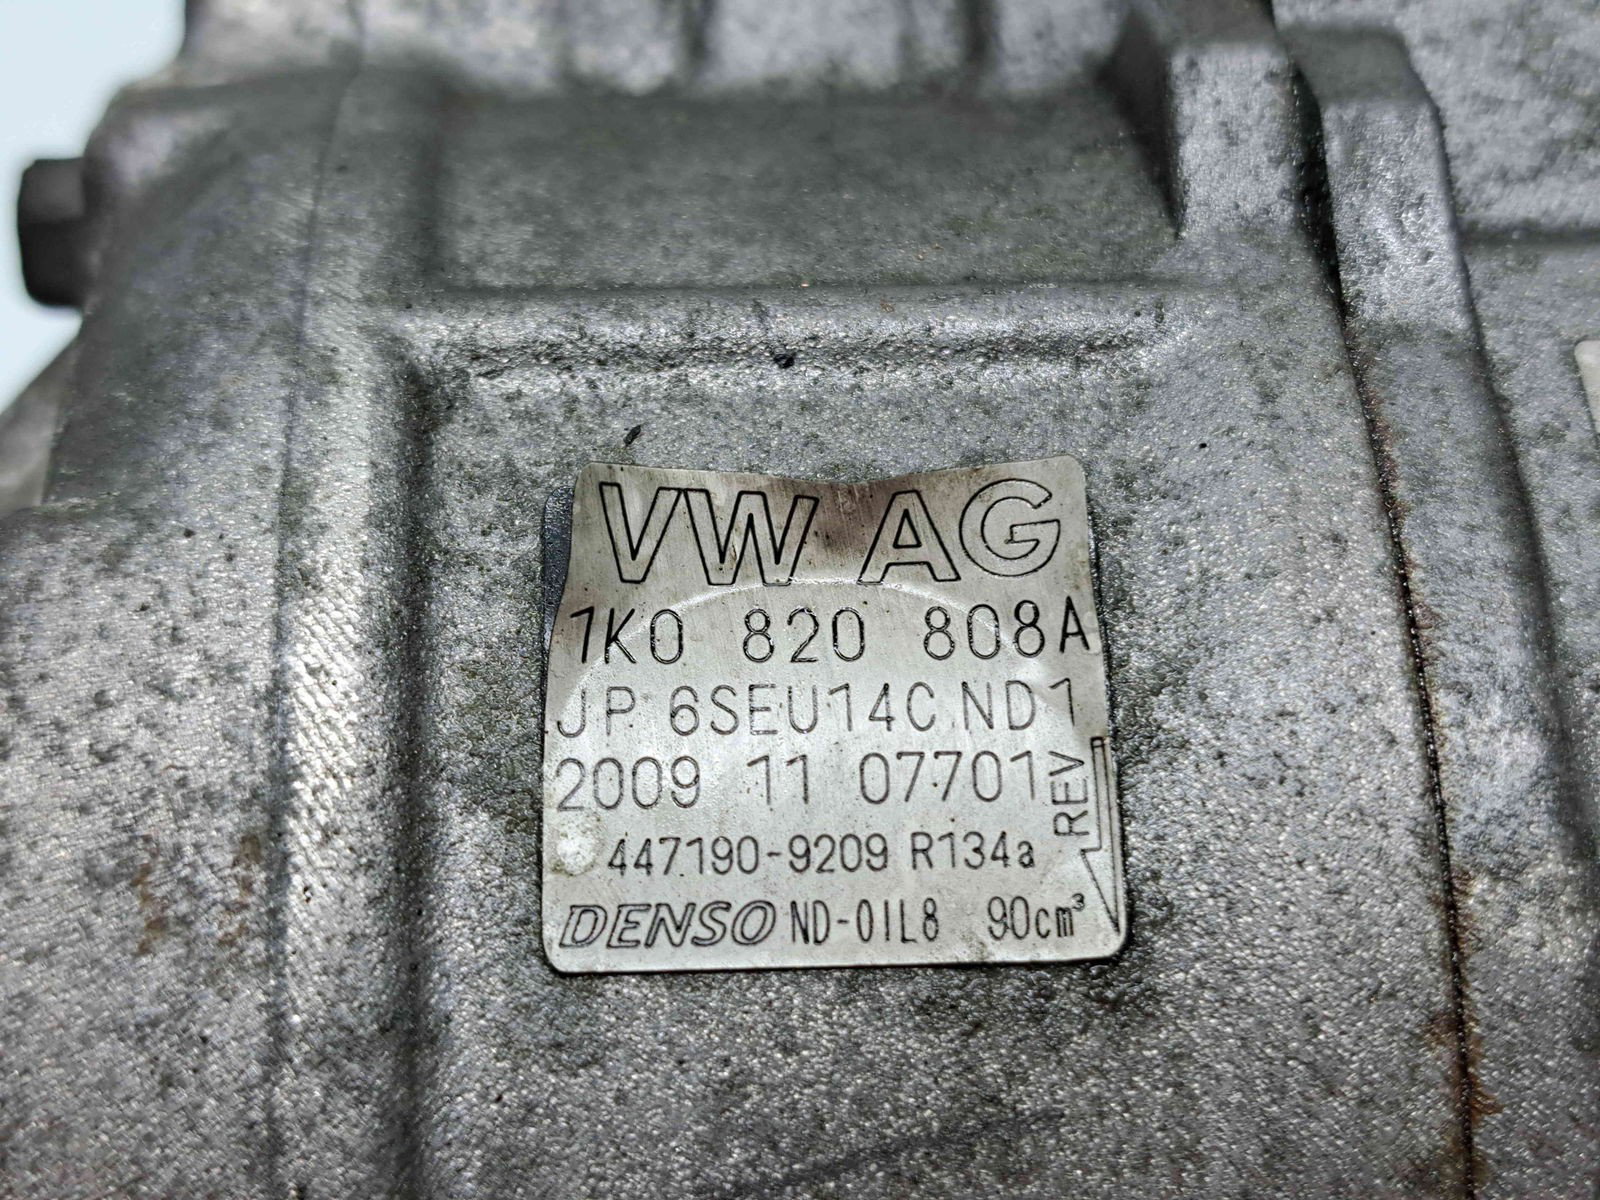 VW AG
1K0 820 808A
JP 6SEU14C ND1
2009 11 07701
REV
447190-9209 R134a
DENSO ND-OIL8 90cm³